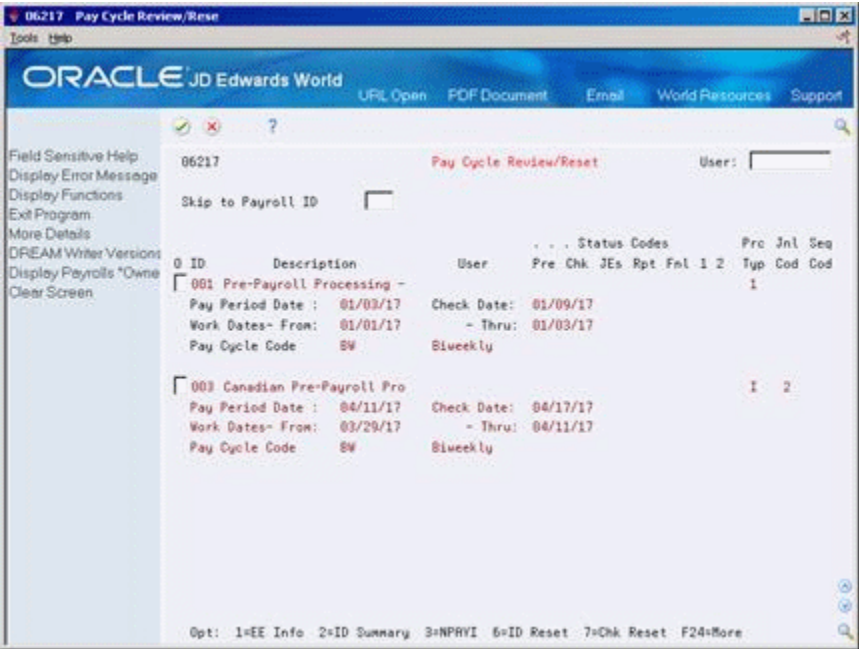 06217 Pay Cycle Review/Rese
Tools Help
ORACLE JD Edwards World
URL Open PDF Document Email World Resources Support
?
Field Sensitive Help
Display Error Message
Display Functions
Exit Program
More Details
DREAM Writer Versions
Display Payrolls "Owne
Clear Screen
06217 Pay Cycle Review/Reset User:
Skip to Payroll ID
. . . Status Codes Prc Jnl Seq
O ID Description User Pre Chk JEs Rpt Fnl 1 2 Typ Cod Cod
001 Pre-Payroll Processing - 1
Pay Period Date : 01/03/17 Check Date: 01/09/17
Work Dates- From: 01/01/17 - Thru: 01/03/17
Pay Cycle Code BW Biweekly
003 Canadian Pre-Payroll Pro I 2
Pay Period Date : 04/11/17 Check Date: 04/17/17
Work Dates- From: 03/29/17 - Thru: 04/11/17
Pay Cycle Code BW Biweekly
Opt: 1=EE Info 2=ID Summary 3=NPAYI 6=ID Reset 7=Chk Reset F24=More